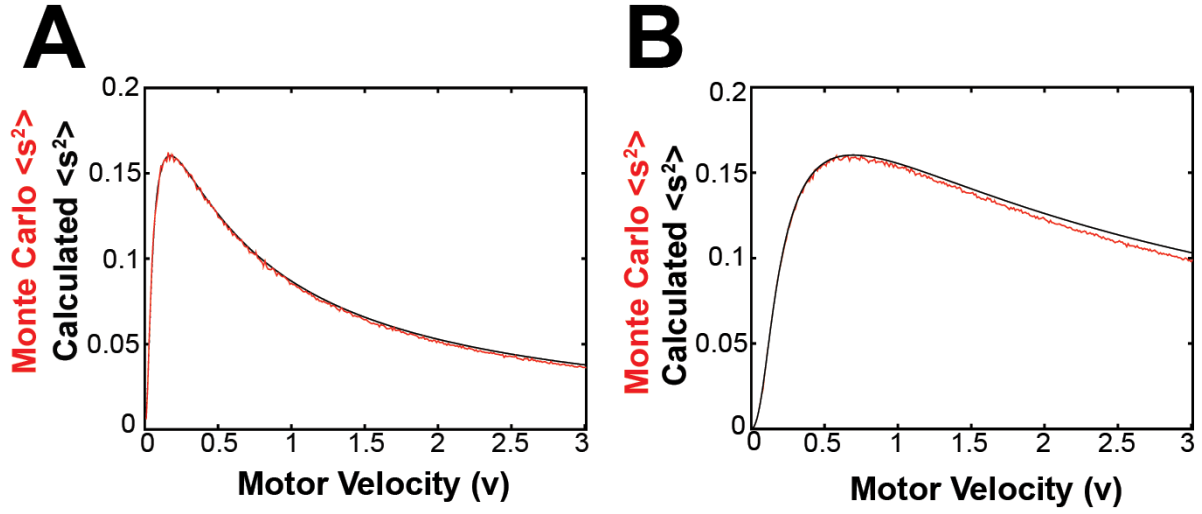 A
Monte Carlo <s²>
Calculated <s²>
0.2
0.15
0.1
0.05
0
0 0.5 1 1.5 2 2.5 3
Motor Velocity (v)
B
Monte Carlo <s²>
Calculated <s²>
0.2
0.15
0.1
0.05
0
0 0.5 1 1.5 2 2.5 3
Motor Velocity (v)